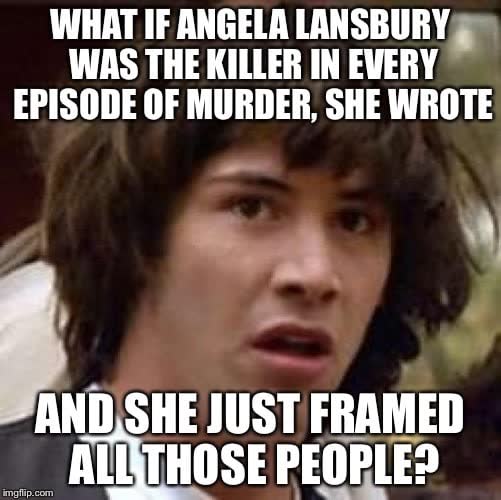 WHAT IF ANGELA LANSBURY
WAS THE KILLER IN EVERY
EPISODE OF MURDER, SHE WROTE
AND SHE JUST FRAMED
ALL THOSE PEOPLE?
imgflip.com